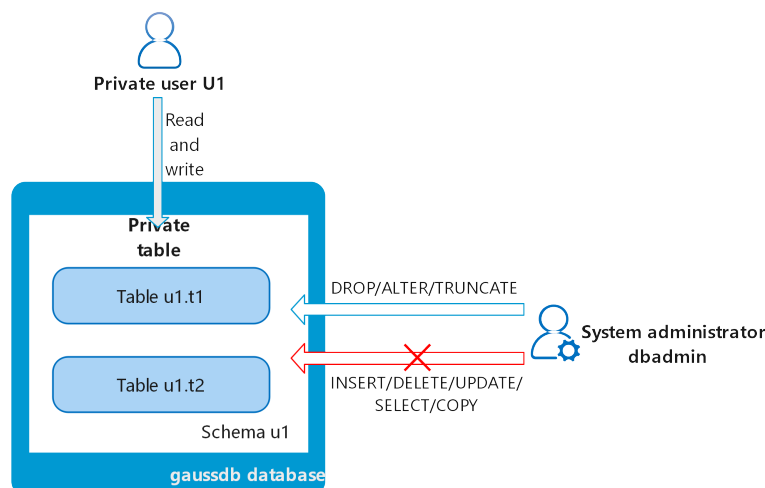 Private user U1
Read
and
write
Private
table
Table u1.t1
DROP/ALTER/TRUNCATE
System administrator
dbadmin
Table u1.t2
INSERT/DELETE/UPDATE/
SELECT/COPY
Schema u1
gaussdb database